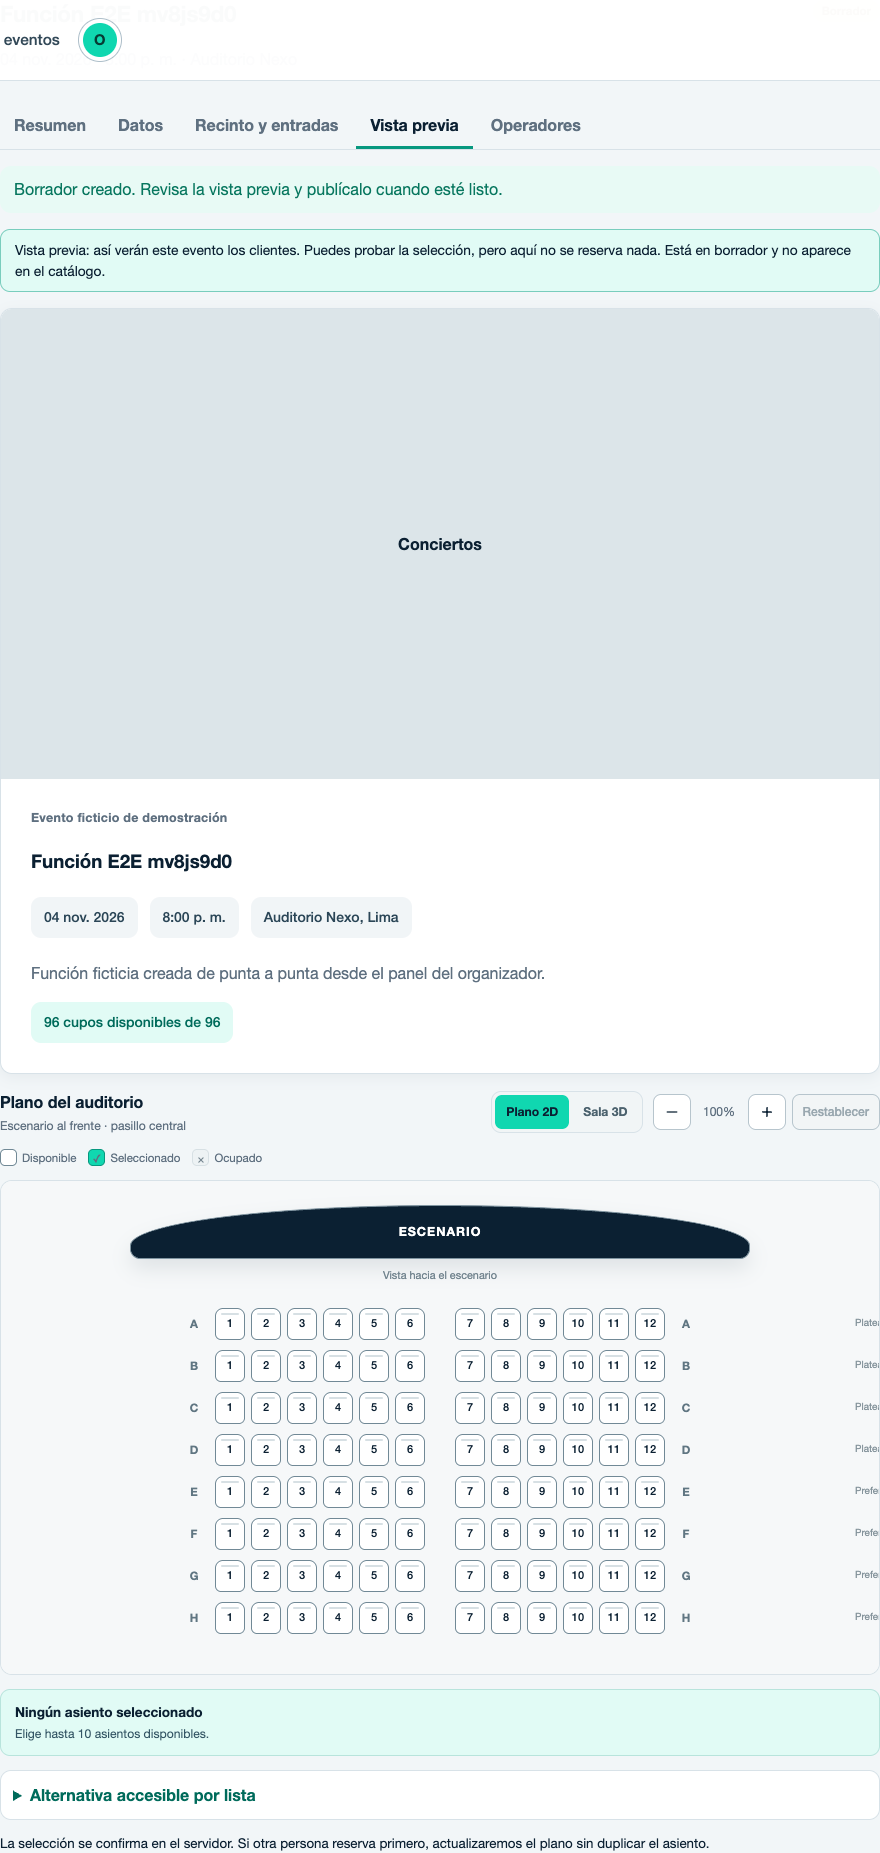 Función E2E mv8js9d0
eventos
O
Resumen
Datos
Recinto y entradas
Vista previa
Operadores
Borrador creado. Revisa la vista previa y publícalo cuando esté listo.
Vista previa: así verán este evento los clientes. Puedes probar la selección, pero aquí no se reserva nada. Está en borrador y no aparece
en el catálogo.
Conciertos
Evento ficticio de demostración
Función E2E mv8js9d0
04 nov. 2026
8:00 p. m.
Auditorio Nexo, Lima
Función ficticia creada de punta a punta desde el panel del organizador.
96 cupos disponibles de 96
Plano del auditorio
Escenario al frente · pasillo central
Plano 2D
Sala 3D
−
100%
+
Restablecer
Disponible
✓ Seleccionado
× Ocupado
ESCENARIO
Vista hacia el escenario
A 1 2 3 4 5 6 7 8 9 10 11 12 A Platea
B 1 2 3 4 5 6 7 8 9 10 11 12 B Platea
C 1 2 3 4 5 6 7 8 9 10 11 12 C Platea
D 1 2 3 4 5 6 7 8 9 10 11 12 D Platea
E 1 2 3 4 5 6 7 8 9 10 11 12 E Prefe
F 1 2 3 4 5 6 7 8 9 10 11 12 F Prefe
G 1 2 3 4 5 6 7 8 9 10 11 12 G Prefe
H 1 2 3 4 5 6 7 8 9 10 11 12 H Prefe
Ningún asiento seleccionado
Elige hasta 10 asientos disponibles.
Alternativa accesible por lista
La selección se confirma en el servidor. Si otra persona reserva primero, actualizaremos el plano sin duplicar el asiento.